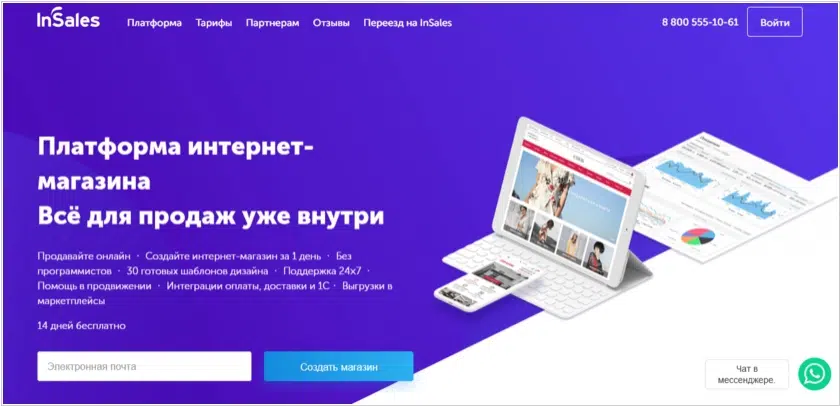 InSales
Платформа Тарифы Партнерам Отзывы Переезд на InSales
8 800 555-10-61 Войти
Платформа интернет-
магазина
Всё для продаж уже внутри
Продавайте онлайн · Создайте интернет-магазин за 1 день · Без
программистов · 30 готовых шаблонов дизайна · Поддержка 24x7 ·
Помощь в продвижении · Интеграции оплаты, доставки и 1С · Выгрузки в
маркетплейсы
14 дней бесплатно
Электронная почта
Создать магазин
Чат в
мессенджере.